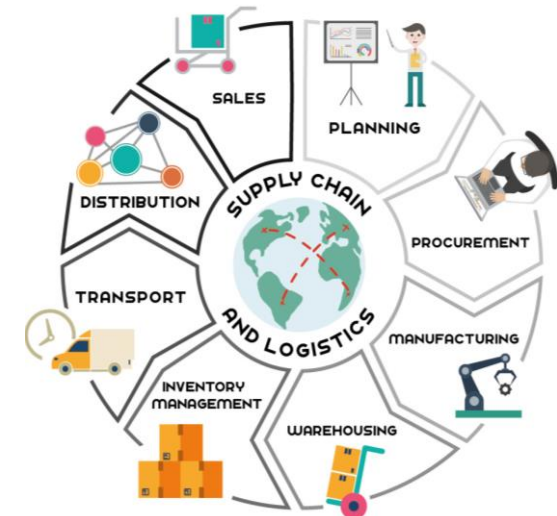 SALES
PLANNING
PROCUREMENT
MANUFACTURING
WAREHOUSING
INVENTORY
MANAGEMENT
TRANSPORT
DISTRIBUTION
SUPPLY CHAIN
AND LOGISTICS